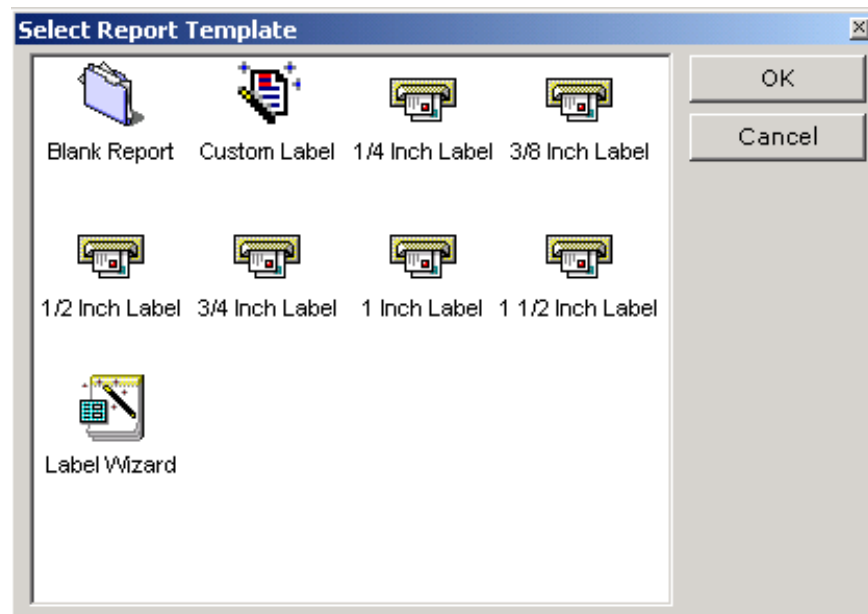 Select Report Template
OK
Cancel
Blank Report Custom Label 1/4 Inch Label 3/8 Inch Label
1/2 Inch Label 3/4 Inch Label 1 Inch Label 1 1/2 Inch Label
Label Wizard